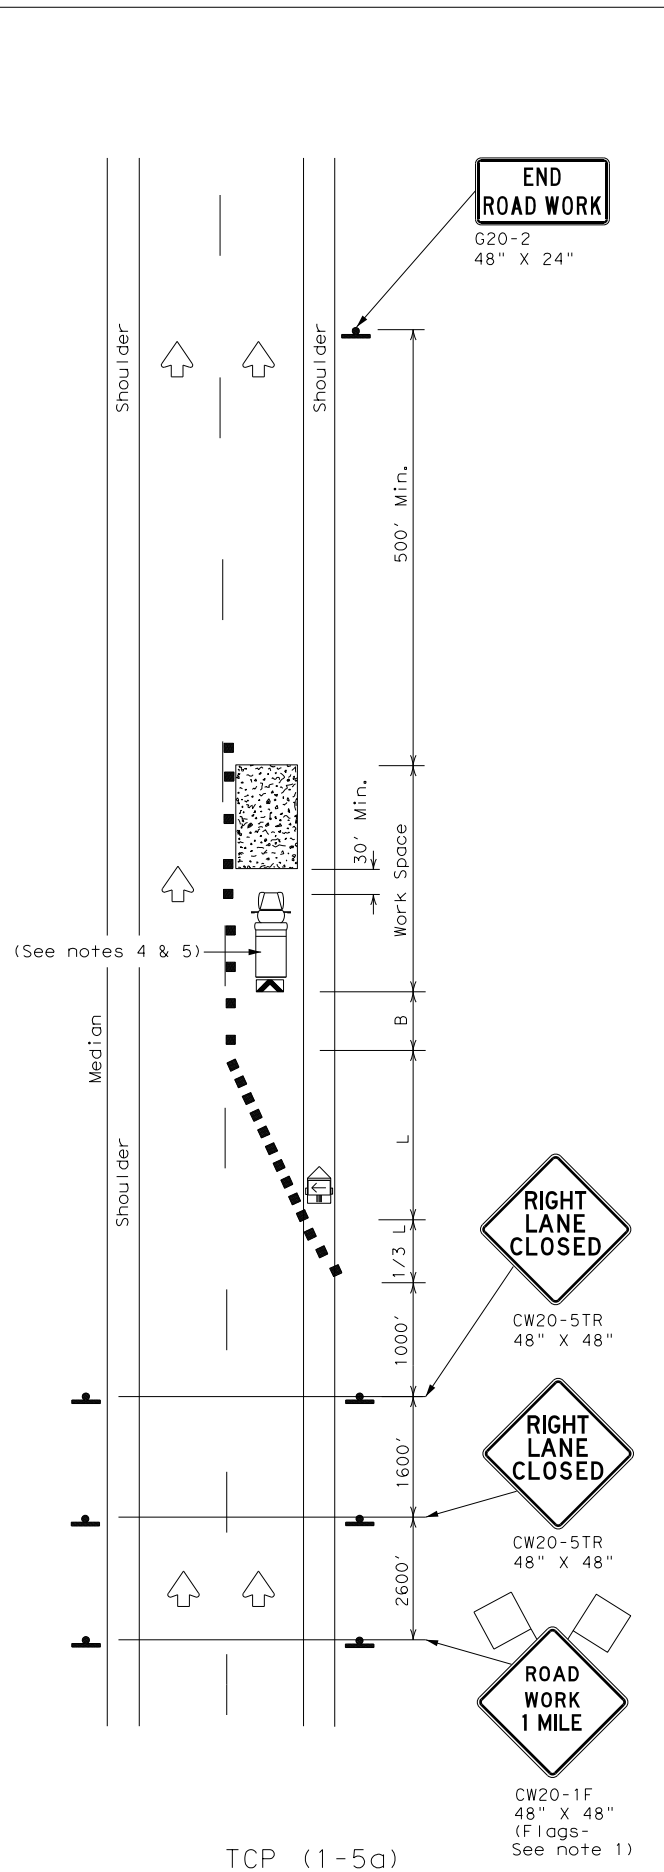 END
ROAD WORK
G20-2
48" X 24"
Shoulder
Shoulder
500' Min.
30' Min.
Work Space
(See notes 4 & 5)
B
Median
L
Shoulder
RIGHT
LANE
CLOSED
1/3 L
CW20-5TR
48" X 48"
1000'
RIGHT
LANE
CLOSED
1600'
CW20-5TR
48" X 48"
2600'
ROAD
WORK
1 MILE
CW20-1F
48" X 48"
(Flags-
See note 1)
TCP (1-5a)